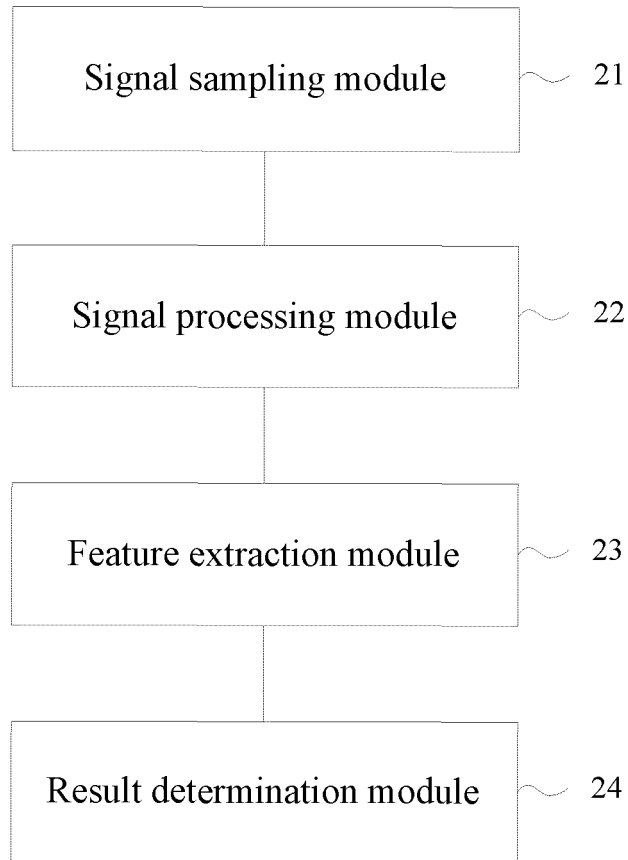 Signal sampling module 21
Signal processing module 22
Feature extraction module 23
Result determination module 24